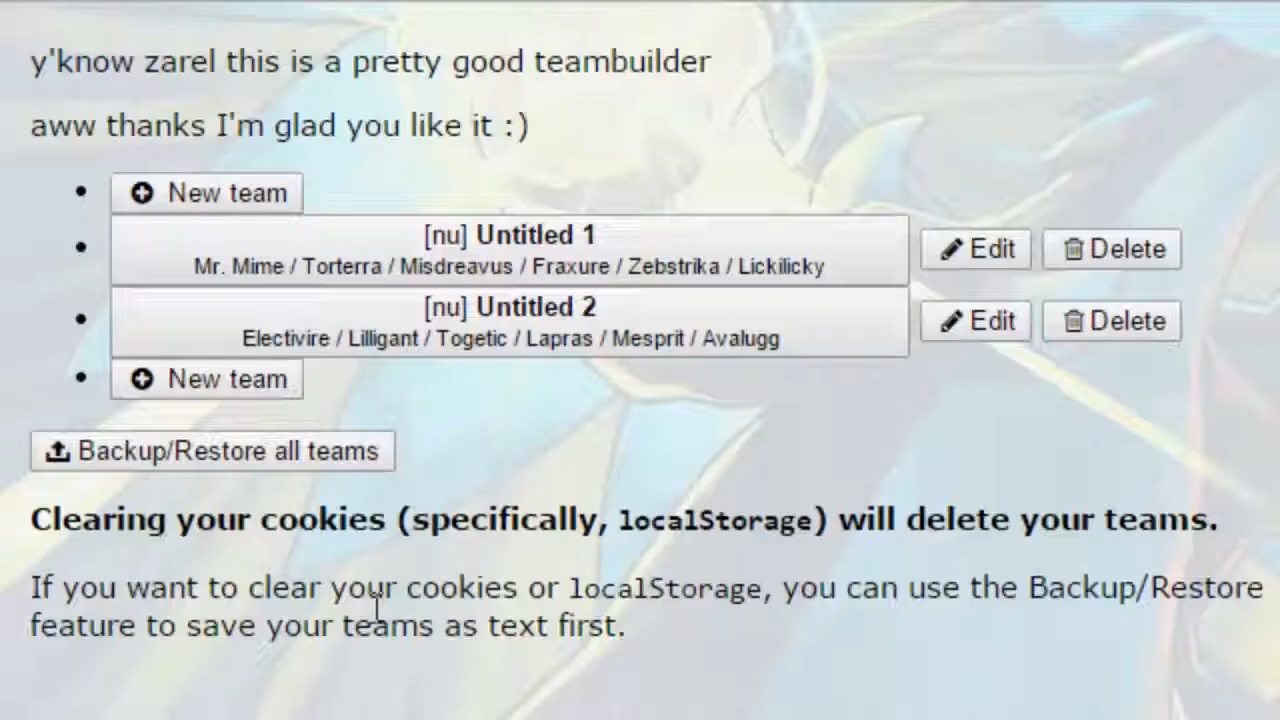 y'know zarel this is a pretty good teambuilder
aww thanks I'm glad you like it :)
New team
[nu] Untitled 1
Mr. Mime / Torterra / Misdreavus / Fraxure / Zebstrika / Lickilicky
Edit
Delete
[nu] Untitled 2
Electivire / Lilligant / Togetic / Lapras / Mesprit / Avalugg
Edit
Delete
New team
Backup/Restore all teams
Clearing your cookies (specifically, localStorage) will delete your teams.
If you want to clear your cookies or localStorage, you can use the Backup/Restore
feature to save your teams as text first.